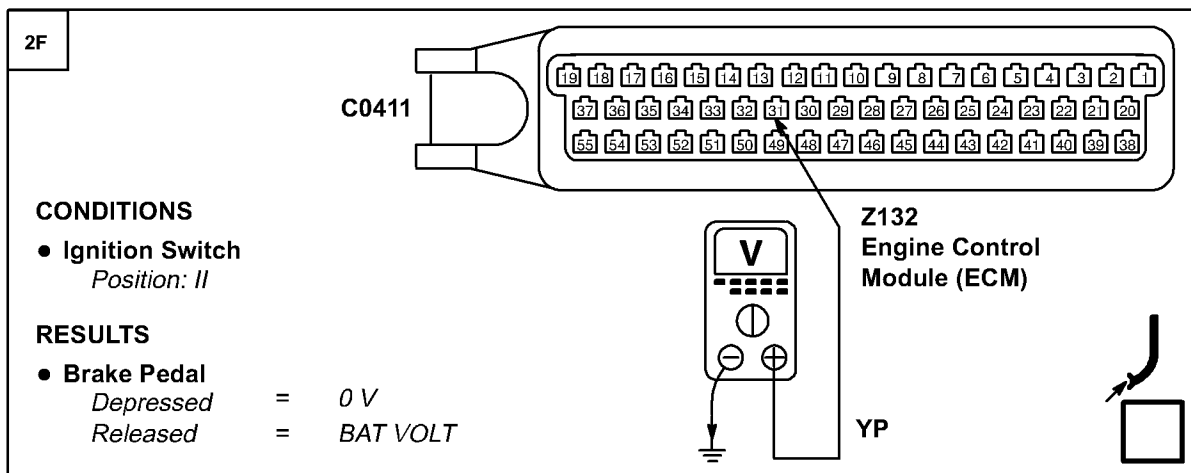 2F
C0411
19 18 17 16 15 14 13 12 11 10 9 8 7 6 5 4 3 2 1
37 36 35 34 33 32 31 30 29 28 27 26 25 24 23 22 21 20
55 54 53 52 51 50 49 48 47 46 45 44 43 42 41 40 39 38
CONDITIONS
● Ignition Switch
Position: II
RESULTS
● Brake Pedal
Depressed = 0 V
Released = BAT VOLT
V
− +
Z132
Engine Control
Module (ECM)
YP